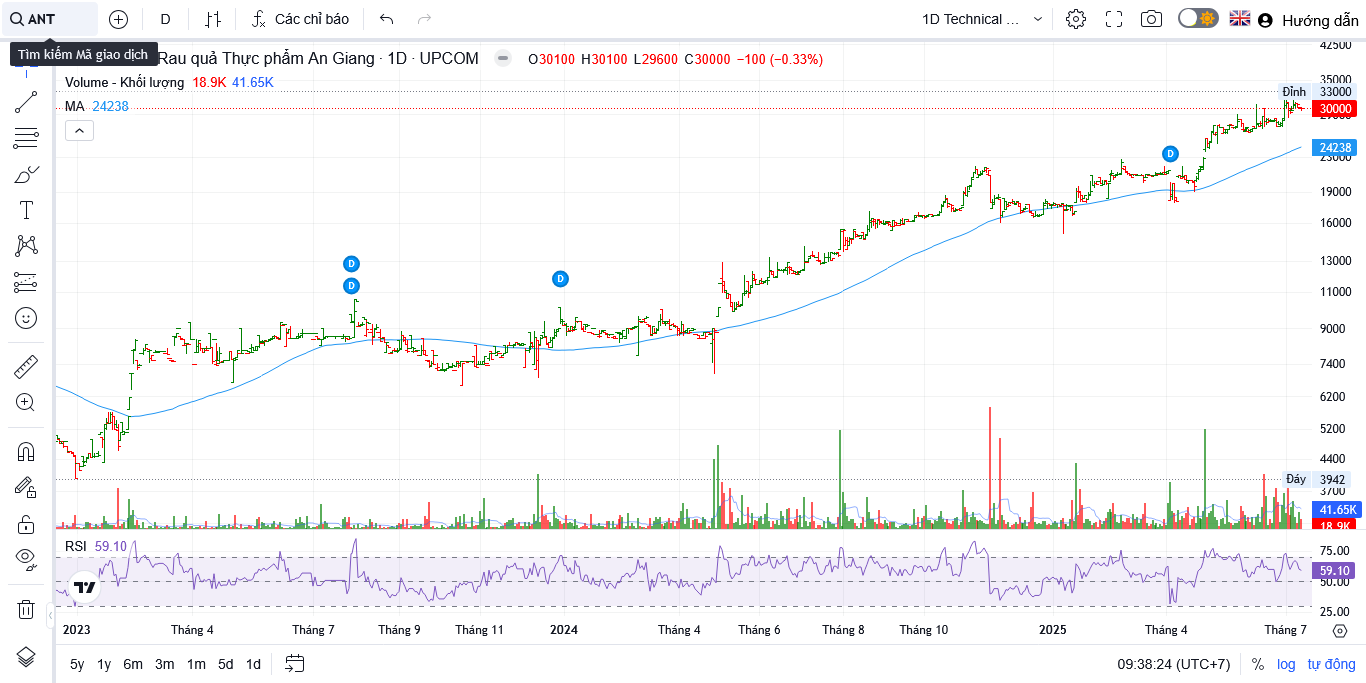 ANT
D
Các chỉ báo
1D Technical ...
Hướng dẫn
Tìm kiếm Mã giao dịch
Rau quả Thực phẩm An Giang · 1D · UPCOM
O30100 H30100 L29600 C30000 −100 (−0.33%)
Volume - Khối lượng 18.9K 41.65K
MA 24238
42500
35000
Đỉnh 33000
30000
29000
24238
23000
19000
16000
13000
11000
9000
7400
6200
5200
4400
Đáy 3942
3700
41.65K
18.9K
D
D
D
D
RSI 59.10
75.00
59.10
50.00
25.00
2023 Tháng 4 Tháng 7 Tháng 9 Tháng 11 2024 Tháng 4 Tháng 6 Tháng 8 Tháng 10 2025 Tháng 4 Tháng 7
5y 1y 6m 3m 1m 5d 1d
09:38:24 (UTC+7) % log tự động